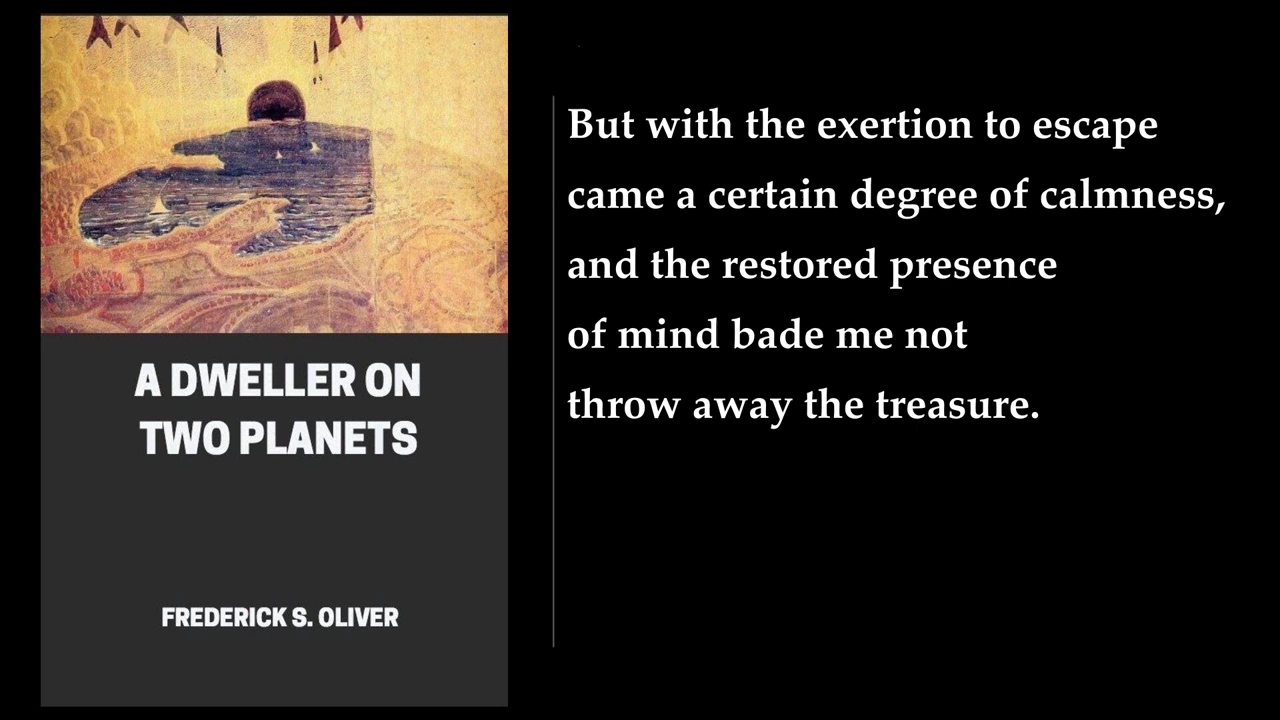 A DWELLER ON
TWO PLANETS
FREDERICK S. OLIVER
But with the exertion to escape
came a certain degree of calmness,
and the restored presence
of mind bade me not
throw away the treasure.